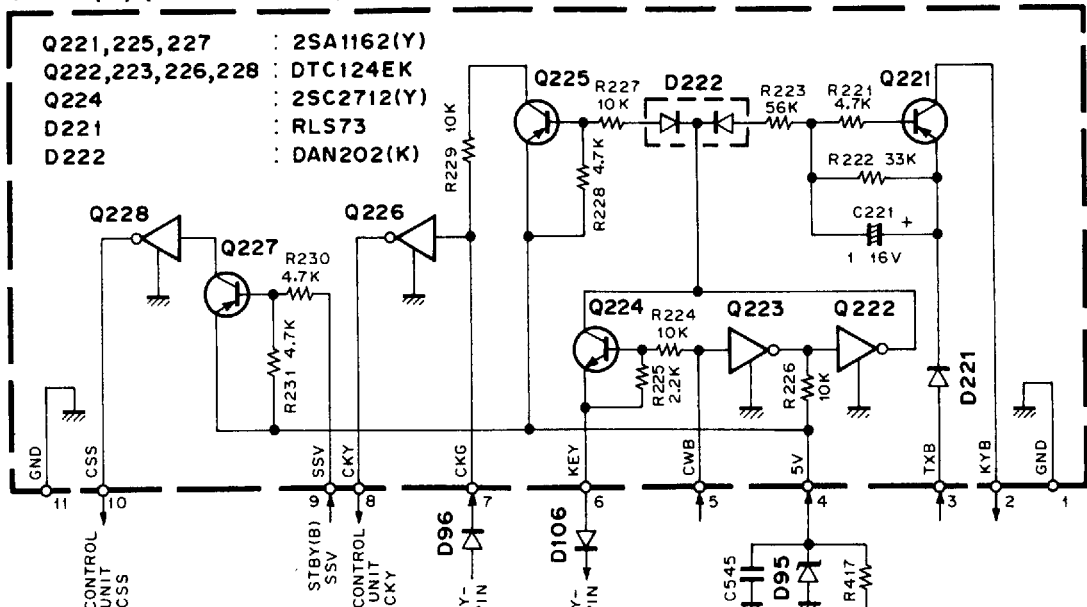 Q221,225,227 : 2SA1162(Y)
Q222,223,226,228 : DTC124EK
Q224 : 2SC2712(Y)
D221 : RLS73
D222 : DAN202(K)
Q225
R227
10K
D222
R223
56K
R221
4.7K
Q221
R229 10K
R228 4.7K
R222 33K
C221
+
1 16V
Q228
Q227
R230
4.7K
Q226
R231 4.7K
Q224
R224
10K
Q223
Q222
R225
2.2K
R226
10K
D221
GND
CSS
SSV
CKY
CKG
KEY
CWB
5V
TXB
KYB
GND
11
10
9
8
7
6
5
4
3
2
1
CONTROL
UNIT
CSS
STBY(B)
SSV
CONTROL
UNIT
CKY
D96
D106
C545
D95
R417